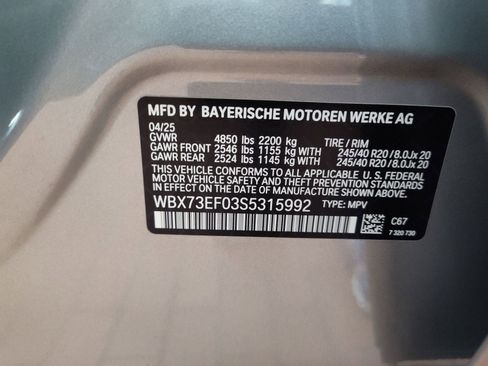 MFD BY BAYERISCHE MOTOREN WERKE AG
04/25
GVWR 4850 lbs 2200 kg TIRE / RIM
GAWR FRONT 2546 lbs 1155 kg 245/40 R20 / 8.0Jx 20
GAWR REAR 2524 lbs 1145 kg 245/40 R20 / 8.0Jx 20
THIS VEHICLE CONFORMS TO ALL APPLICABLE U.S. FEDERAL
MOTOR VEHICLE SAFETY, BUMPER, AND THEFT PREVENTION
STANDARDS IN EFFECT ON THE DATE OF MANUFACTURE SHOWN ABOVE.
WBX73EF03S5315992 TYPE: MPV
C67
7 320 730